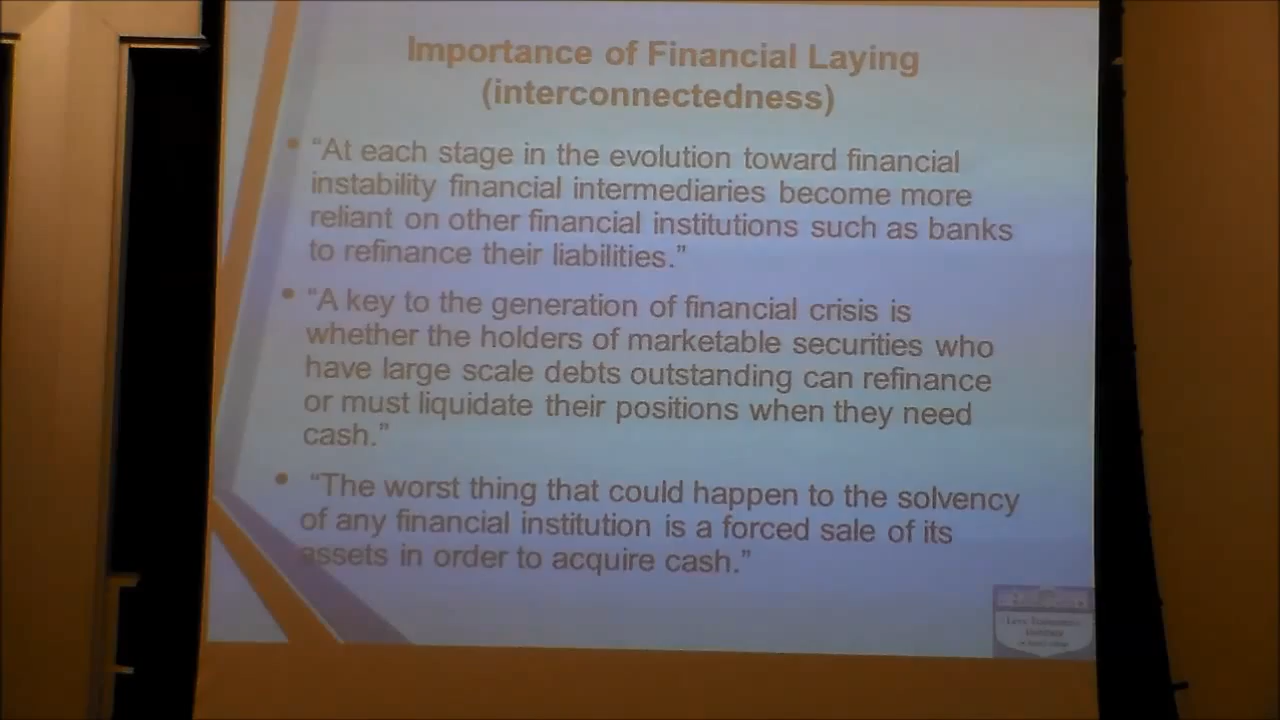 Importance of Financial Laying
(interconnectedness)
• “At each stage in the evolution toward financial
instability financial intermediaries become more
reliant on other financial institutions such as banks
to refinance their liabilities.”
• “A key to the generation of financial crisis is
whether the holders of marketable securities who
have large scale debts outstanding can refinance
or must liquidate their positions when they need
cash.”
• “The worst thing that could happen to the solvency
of any financial institution is a forced sale of its
assets in order to acquire cash.”
Levy Economics
Institute